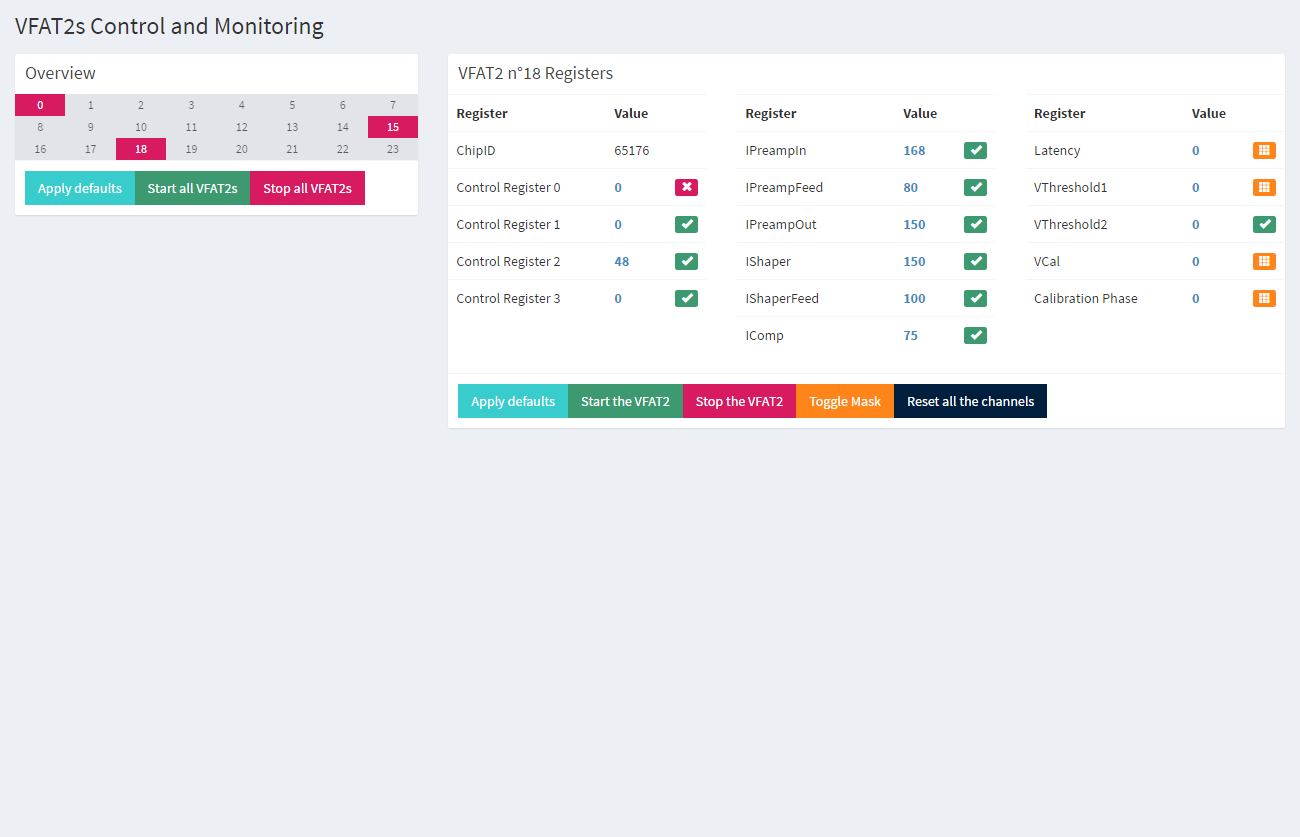 VFAT2s Control and Monitoring
Overview
0 1 2 3 4 5 6 7
8 9 10 11 12 13 14 15
16 17 18 19 20 21 22 23
Apply defaults Start all VFAT2s Stop all VFAT2s
VFAT2 n°18 Registers
Register Value
ChipID 65176
Control Register 0 0
Control Register 1 0
Control Register 2 48
Control Register 3 0
Register Value
IPreampIn 168
IPreampFeed 80
IPreampOut 150
IShaper 150
IShaperFeed 100
IComp 75
Register Value
Latency 0
VThreshold1 0
VThreshold2 0
VCal 0
Calibration Phase 0
Apply defaults Start the VFAT2 Stop the VFAT2 Toggle Mask Reset all the channels